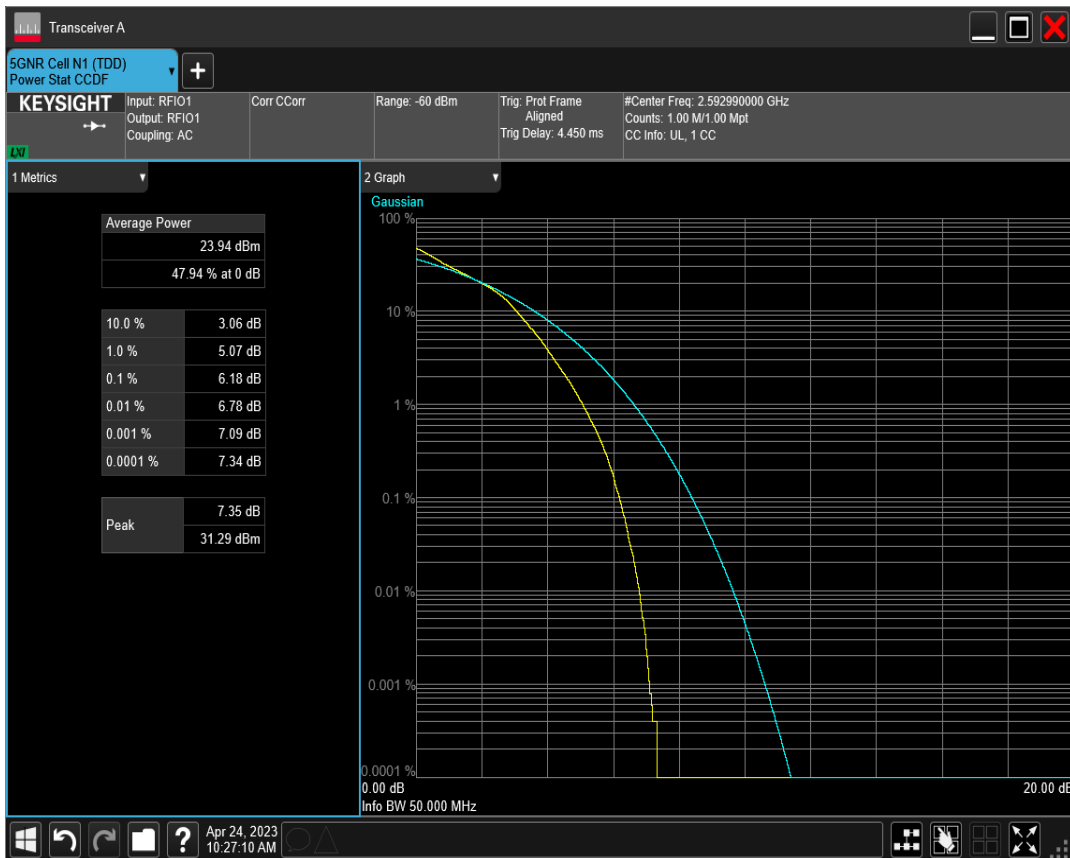 Transceiver A
5GNR Cell N1 (TDD)
Power Stat CCDF
KEYSIGHT
LXI
Input: RFIO1
Output: RFIO1
Coupling: AC
Corr CCorr
Range: -60 dBm
Trig: Prot Frame
Aligned
Trig Delay: 4.450 ms
#Center Freq: 2.592990000 GHz
Counts: 1.00 M/1.00 Mpt
CC Info: UL, 1 CC
1 Metrics
Average Power
23.94 dBm
47.94 % at 0 dB
10.0 % 3.06 dB
1.0 % 5.07 dB
0.1 % 6.18 dB
0.01 % 6.78 dB
0.001 % 7.09 dB
0.0001 % 7.34 dB
Peak 7.35 dB
31.29 dBm
2 Graph
Gaussian
100 %
10 %
1 %
0.1 %
0.01 %
0.001 %
0.0001 %
0.00 dB 20.00 dB
Info BW 50.000 MHz
? Apr 24, 2023
10:27:10 AM